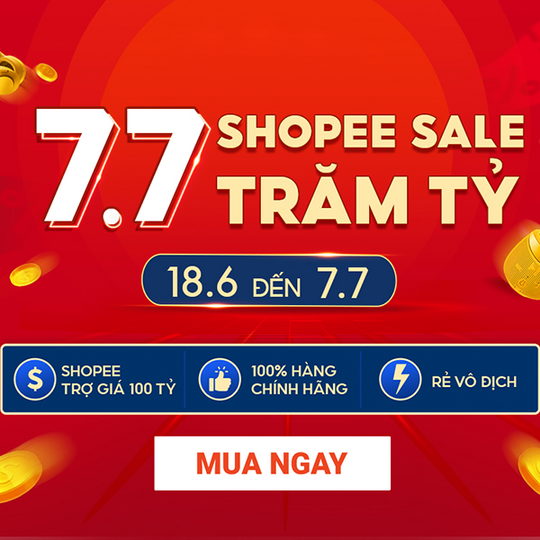 7.7
SHOPEE SALE
TRĂM TỶ
18.6 ĐẾN 7.7
$
SHOPEE
TRỢ GIÁ 100 TỶ
100% HÀNG
CHÍNH HÃNG
RẺ VÔ ĐỊCH
MUA NGAY